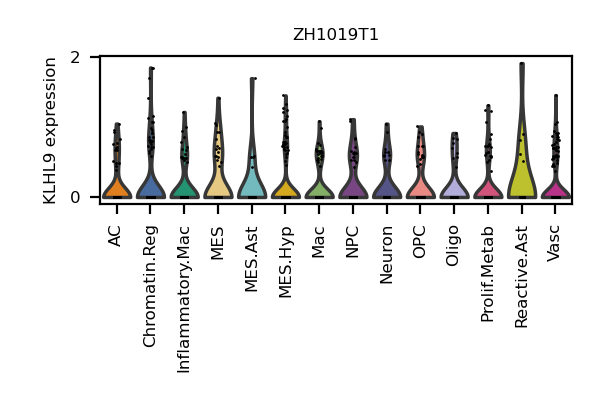 ZH1019T1
KLHL9 expression
2
0
AC
Chromatin.Reg
Inflammatory.Mac
MES
MES.Ast
MES.Hyp
Mac
NPC
Neuron
OPC
Oligo
Prolif.Metab
Reactive.Ast
Vasc